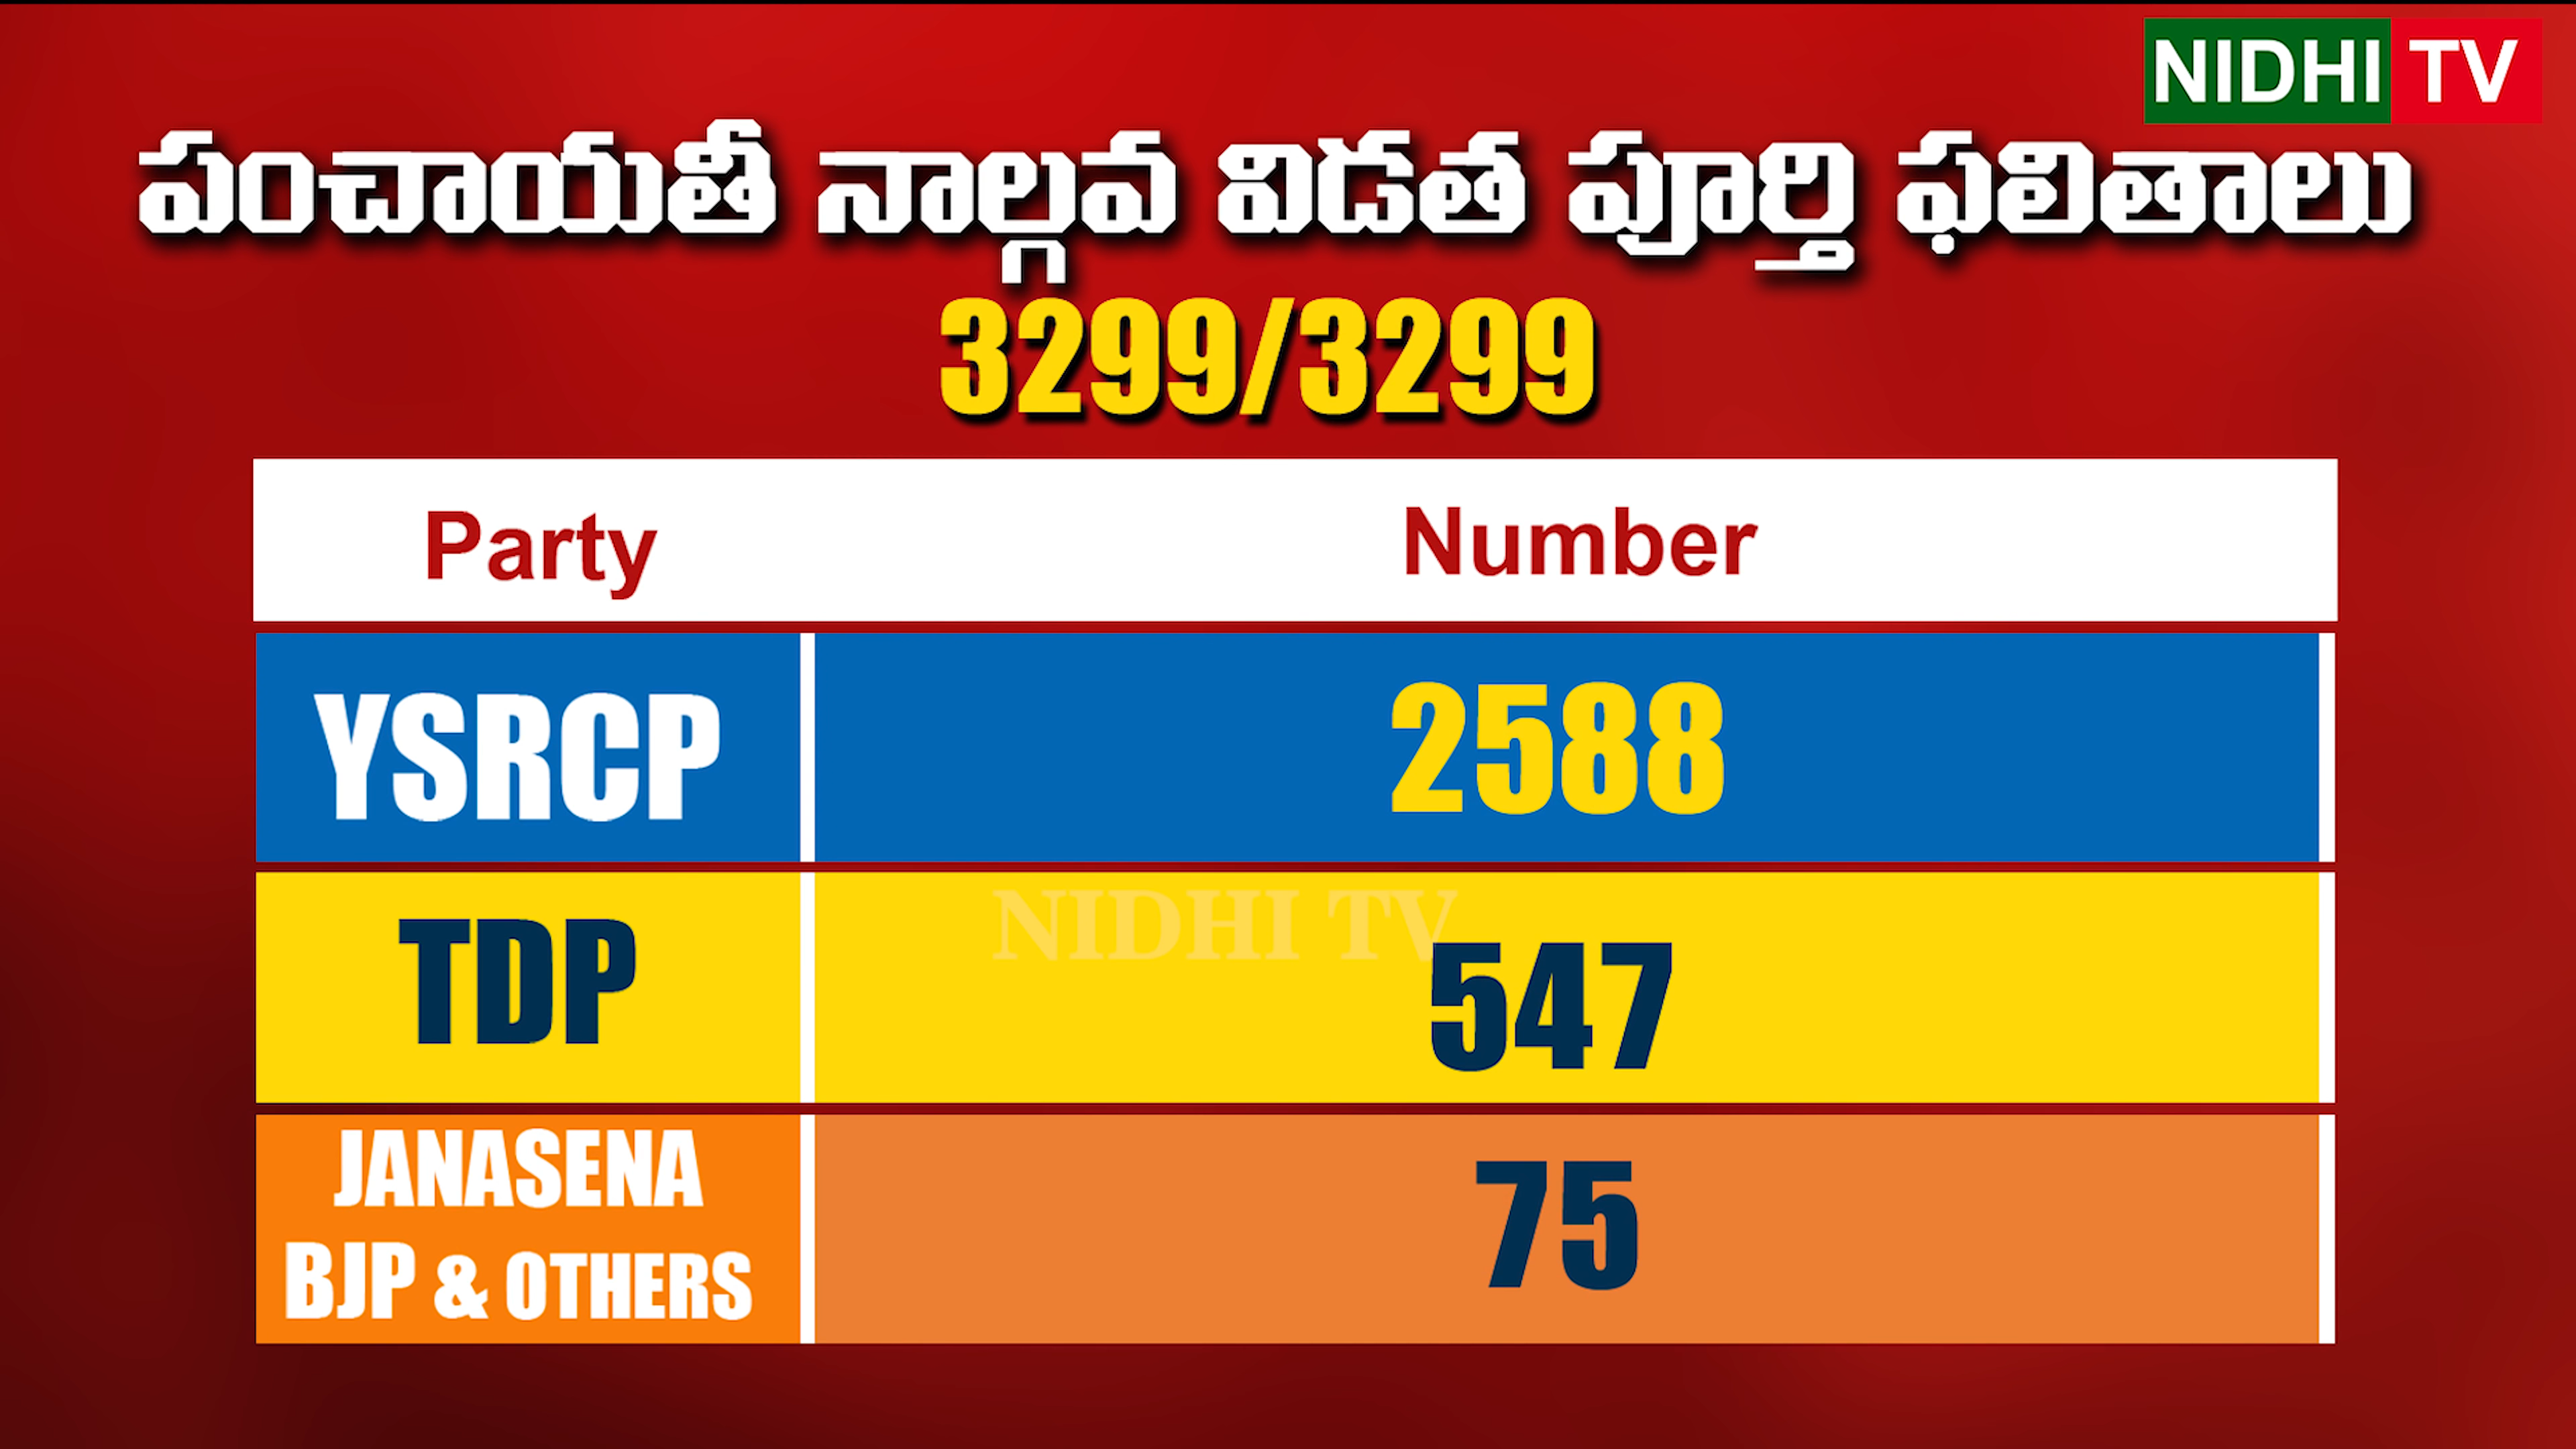 NIDHI TV
పంచాయతీ నాల్గవ విడత పూర్తి ఫలితాలు
3299/3299
Party Number
YSRCP 2588
NIDHI TV
TDP 547
JANASENA
BJP & OTHERS 75